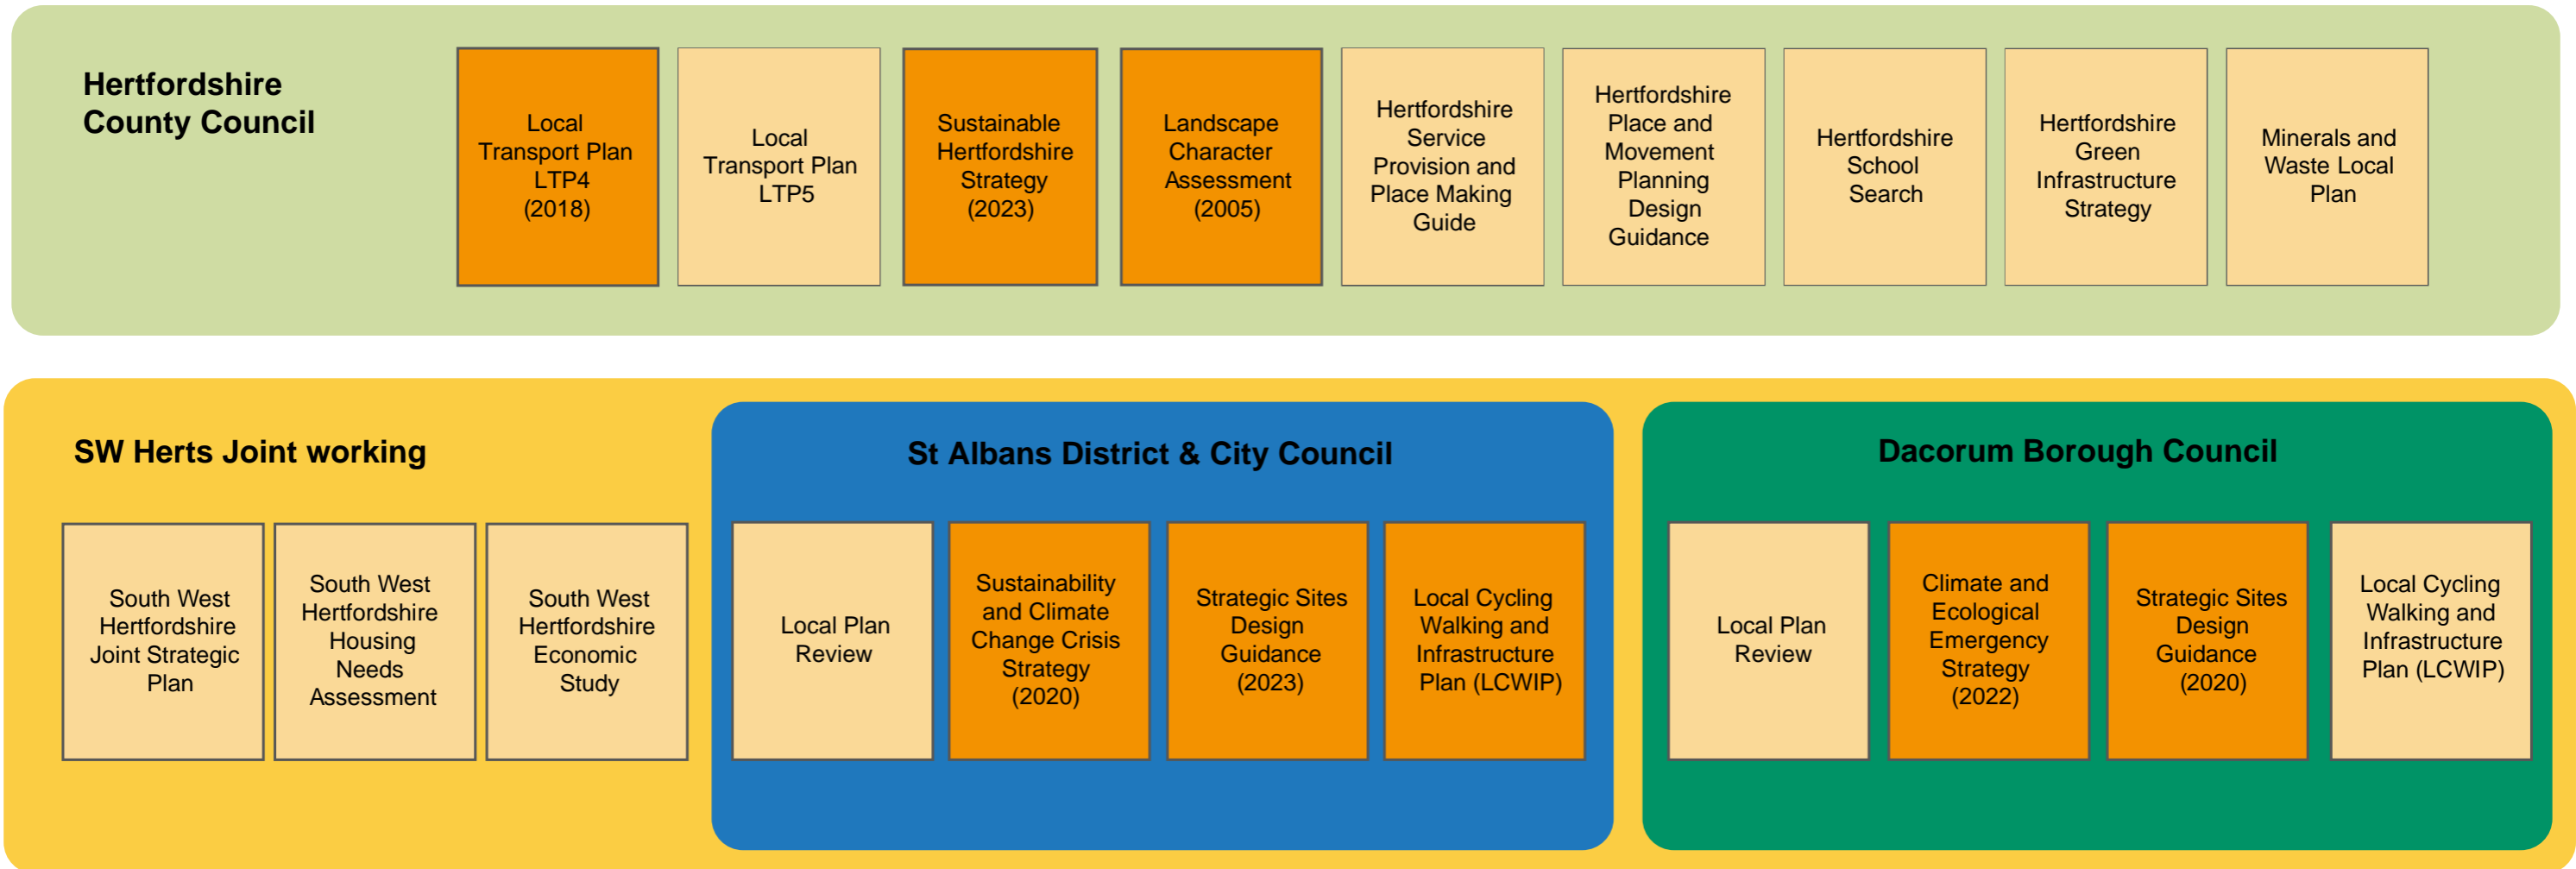 Hertfordshire
County Council
Local
Transport Plan
LTP4
(2018)
Local
Transport Plan
LTP5
Sustainable
Hertfordshire
Strategy
(2023)
Landscape
Character
Assessment
(2005)
Hertfordshire
Service
Provision and
Place Making
Guide
Hertfordshire
Place and
Movement
Planning
Design
Guidance
Hertfordshire
School
Search
Hertfordshire
Green
Infrastructure
Strategy
Minerals and
Waste Local
Plan
SW Herts Joint working
South West
Hertfordshire
Joint Strategic
Plan
South West
Hertfordshire
Housing
Needs
Assessment
South West
Hertfordshire
Economic
Study
St Albans District & City Council
Local Plan
Review
Sustainability
and Climate
Change Crisis
Strategy
(2020)
Strategic Sites
Design
Guidance
(2023)
Local Cycling
Walking and
Infrastructure
Plan (LCWIP)
Dacorum Borough Council
Local Plan
Review
Climate and
Ecological
Emergency
Strategy
(2022)
Strategic Sites
Design
Guidance
(2020)
Local Cycling
Walking and
Infrastructure
Plan (LCWIP)